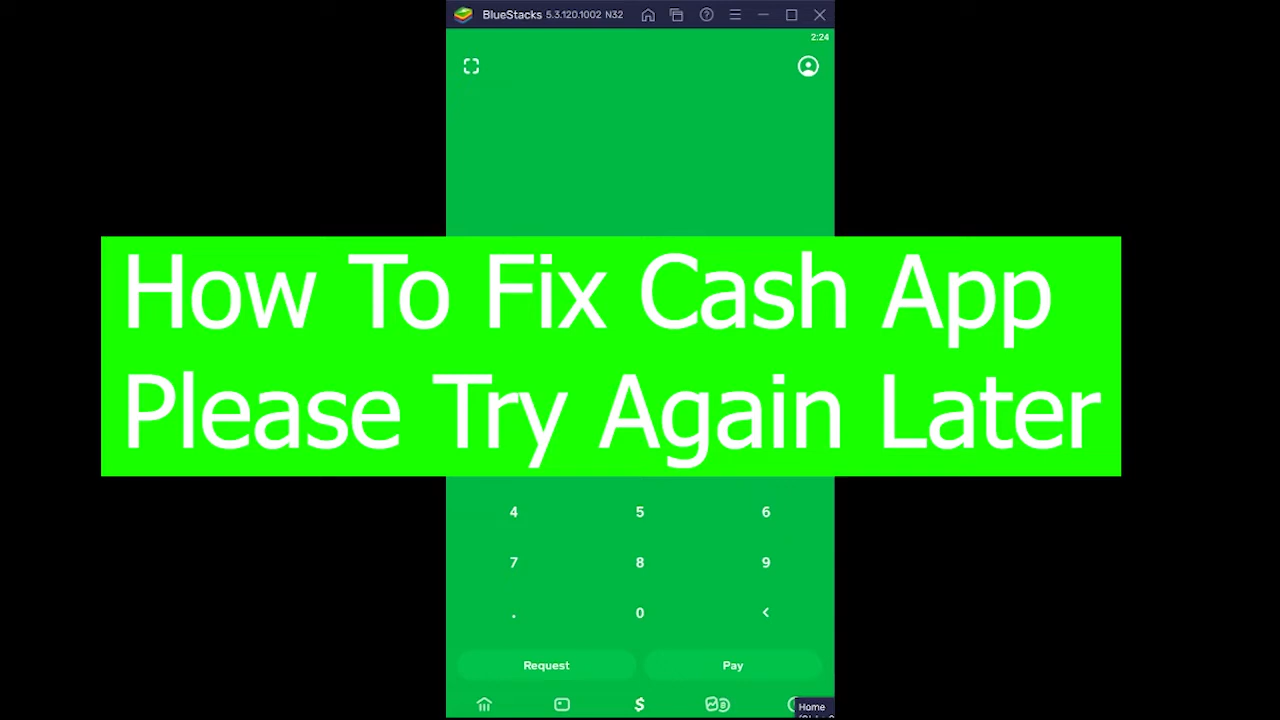 BlueStacks 5.3.120.1002 N32
2:24
How To Fix Cash App
Please Try Again Later
4 5 6
7 8 9
. 0 <
Request Pay
$
Home